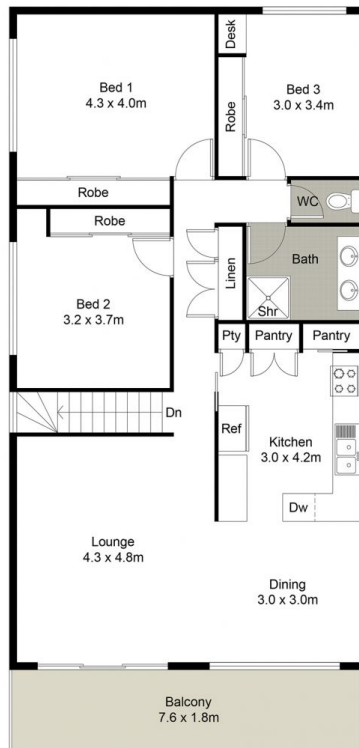 Desk
Bed 1
4.3 x 4.0m
Bed 3
3.0 x 3.4m
Robe
Robe
WC
Robe
Bath
Linen
Bed 2
3.2 x 3.7m
Shr
Pty
Pantry
Pantry
Dn
Ref
Kitchen
3.0 x 4.2m
Dw
Lounge
4.3 x 4.8m
Dining
3.0 x 3.0m
Balcony
7.6 x 1.8m